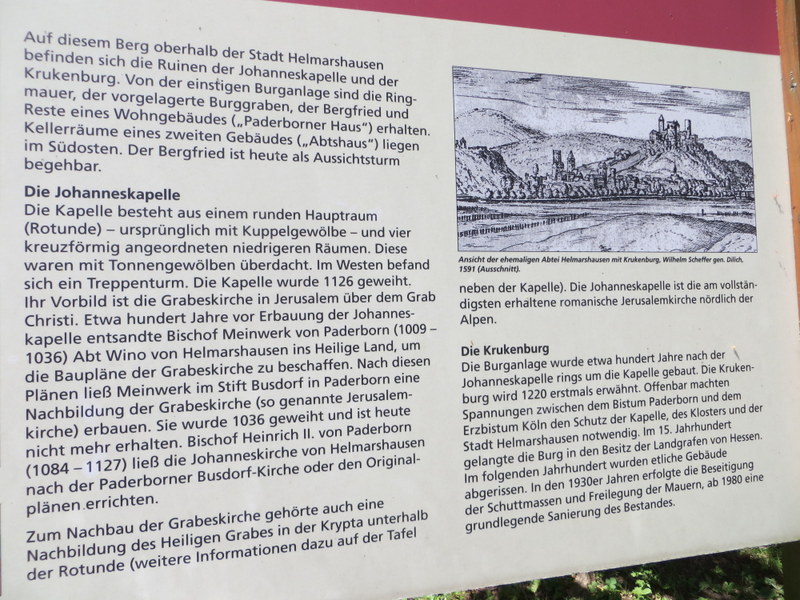 Auf diesem Berg oberhalb der Stadt Helmarshausen
befinden sich die Ruinen der Johanneskapelle und der
Krukenburg. Von der einstigen Burganlage sind die Ring-
mauer, der vorgelagerte Burggraben, der Bergfried und
Reste eines Wohngebäudes („Paderborner Haus“) erhalten.
Kellerräume eines zweiten Gebäudes („Abtshaus“) liegen
im Südosten. Der Bergfried ist heute als Aussichtsturm
begehbar.
Die Johanneskapelle
Die Kapelle besteht aus einem runden Hauptraum
(Rotunde) – ursprünglich mit Kuppelgewölbe – und vier
kreuzförmig angeordneten niedrigeren Räumen. Diese
waren mit Tonnengewölben überdacht. Im Westen befand
sich ein Treppenturm. Die Kapelle wurde 1126 geweiht.
Ihr Vorbild ist die Grabeskirche in Jerusalem über dem Grab
Christi. Etwa hundert Jahre vor Erbauung der Johannes-
kapelle entsandte Bischof Meinwerk von Paderborn (1009 –
1036) Abt Wino von Helmarshausen ins Heilige Land, um
die Baupläne der Grabeskirche zu beschaffen. Nach diesen
Plänen ließ Meinwerk im Stift Busdorf in Paderborn eine
Nachbildung der Grabeskirche (so genannte Jerusalem-
kirche) erbauen. Sie wurde 1036 geweiht und ist heute
nicht mehr erhalten. Bischof Heinrich II. von Paderborn
(1084 – 1127) ließ die Johanneskirche von Helmarshausen
nach der Paderborner Busdorf-Kirche oder den Original-
plänen errichten.
Zum Nachbau der Grabeskirche gehörte auch eine
Nachbildung des Heiligen Grabes in der Krypta unterhalb
der Rotunde (weitere Informationen dazu auf der Tafel
Ansicht der ehemaligen Abtei Helmarshausen mit Krukenburg, Wilhelm Scheffer gen. Dilich,
1591 (Ausschnitt).
neben der Kapelle). Die Johanneskapelle ist die am vollstän-
digsten erhaltene romanische Jerusalemkirche nördlich der
Alpen.
Die Krukenburg
Die Burganlage wurde etwa hundert Jahre nach der
Johanneskapelle rings um die Kapelle gebaut. Die Kruken-
burg wird 1220 erstmals erwähnt. Offenbar machten
Spannungen zwischen dem Bistum Paderborn und dem
Erzbistum Köln den Schutz der Kapelle, des Klosters und der
Stadt Helmarshausen notwendig. Im 15. Jahrhundert
gelangte die Burg in den Besitz der Landgrafen von Hessen.
Im folgenden Jahrhundert wurden etliche Gebäude
abgerissen. In den 1930er Jahren erfolgte die Beseitigung
der Schuttmassen und Freilegung der Mauern, ab 1980 eine
grundlegende Sanierung des Bestandes.